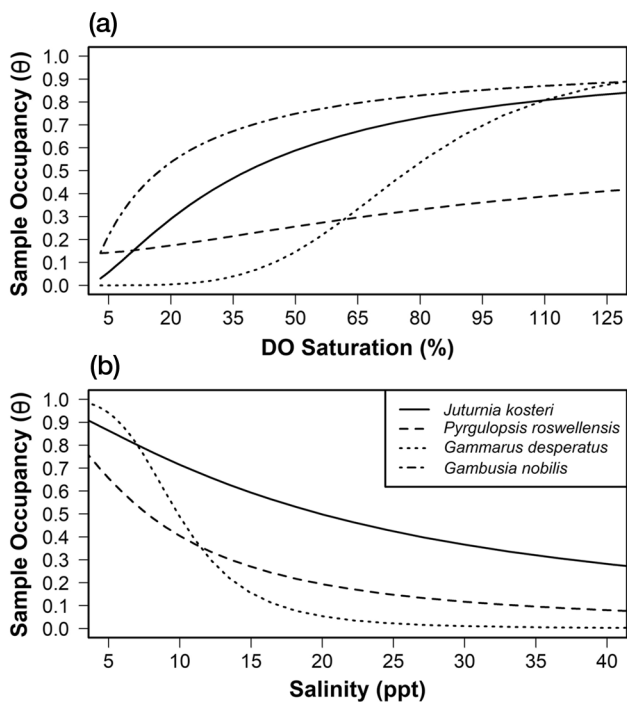 (a)
Sample Occupancy (θ)
1.0
0.9
0.8
0.7
0.6
0.5
0.4
0.3
0.2
0.1
0.0
5 20 35 50 65 80 95 110 125
DO Saturation (%)
(b)
Sample Occupancy (θ)
1.0
0.9
0.8
0.7
0.6
0.5
0.4
0.3
0.2
0.1
0.0
Juturnia kosteri
Pyrgulopsis roswellensis
Gammarus desperatus
Gambusia nobilis
5 10 15 20 25 30 35 40
Salinity (ppt)